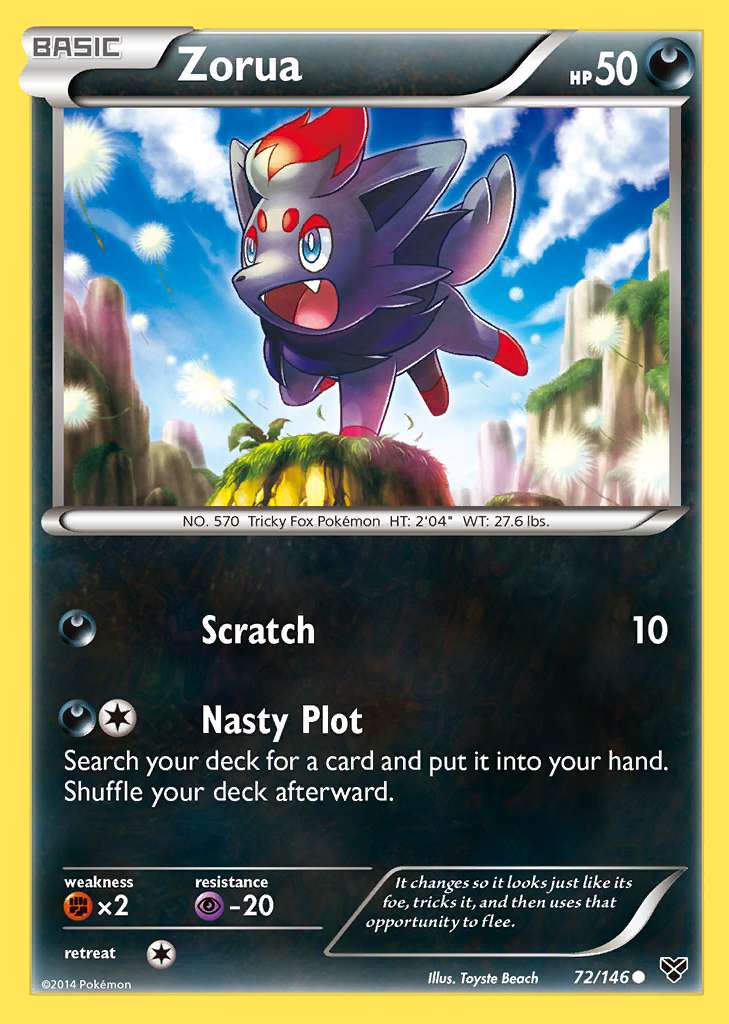 BASIC
Zorua
HP 50
NO. 570 Tricky Fox Pokémon HT: 2'04" WT: 27.6 lbs.
Scratch 10
Nasty Plot
Search your deck for a card and put it into your hand.
Shuffle your deck afterward.
weakness resistance
×2 -20
It changes so it looks just like its
foe, tricks it, and then uses that
opportunity to flee.
retreat
©2014 Pokémon Illus. Toyste Beach 72/146